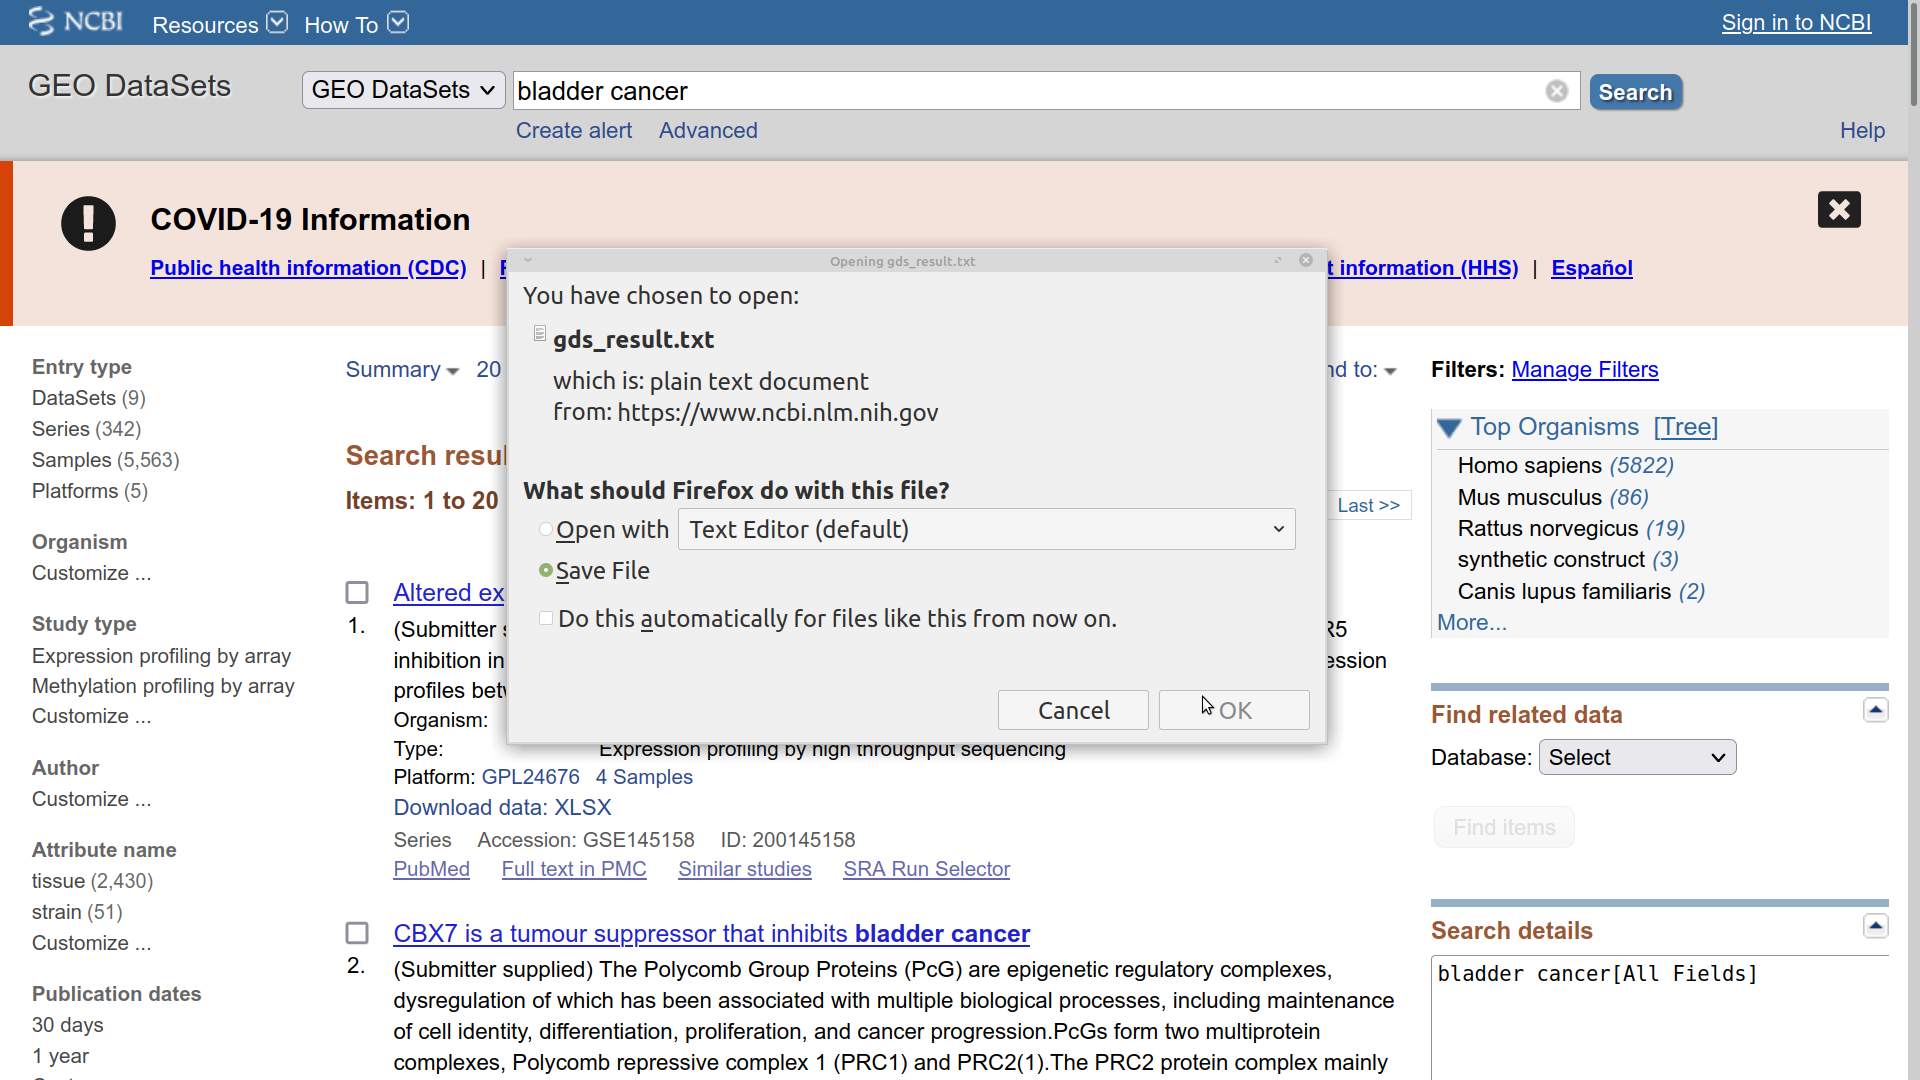 NCBI Resources How To Sign in to NCBI
GEO DataSets GEO DataSets bladder cancer Search
Create alert Advanced Help
COVID-19 Information
Public health information (CDC) | t information (HHS) | Español
Opening gds_result.txt
You have chosen to open:
gds_result.txt
which is: plain text document
from: https://www.ncbi.nlm.nih.gov
What should Firefox do with this file?
Open with Text Editor (default)
Save File
Do this automatically for files like this from now on.
Cancel OK
Entry type
DataSets (9)
Series (342)
Samples (5,563)
Platforms (5)
Organism
Customize ...
Study type
Expression profiling by array
Methylation profiling by array
Customize ...
Author
Customize ...
Attribute name
tissue (2,430)
strain (51)
Customize ...
Publication dates
30 days
1 year
Summary 20 nd to:
Search resul
Items: 1 to 20 Last >>
Altered ex
1. (Submitter R5
inhibition in ession
profiles bet
Organism:
Type: Expression profiling by high throughput sequencing
Platform: GPL24676 4 Samples
Download data: XLSX
Series Accession: GSE145158 ID: 200145158
PubMed Full text in PMC Similar studies SRA Run Selector
CBX7 is a tumour suppressor that inhibits bladder cancer
2. (Submitter supplied) The Polycomb Group Proteins (PcG) are epigenetic regulatory complexes,
dysregulation of which has been associated with multiple biological processes, including maintenance
of cell identity, differentiation, proliferation, and cancer progression.PcGs form two multiprotein
complexes, Polycomb repressive complex 1 (PRC1) and PRC2(1).The PRC2 protein complex mainly
Filters: Manage Filters
Top Organisms [Tree]
Homo sapiens (5822)
Mus musculus (86)
Rattus norvegicus (19)
synthetic construct (3)
Canis lupus familiaris (2)
More...
Find related data
Database: Select
Find items
Search details
bladder cancer[All Fields]